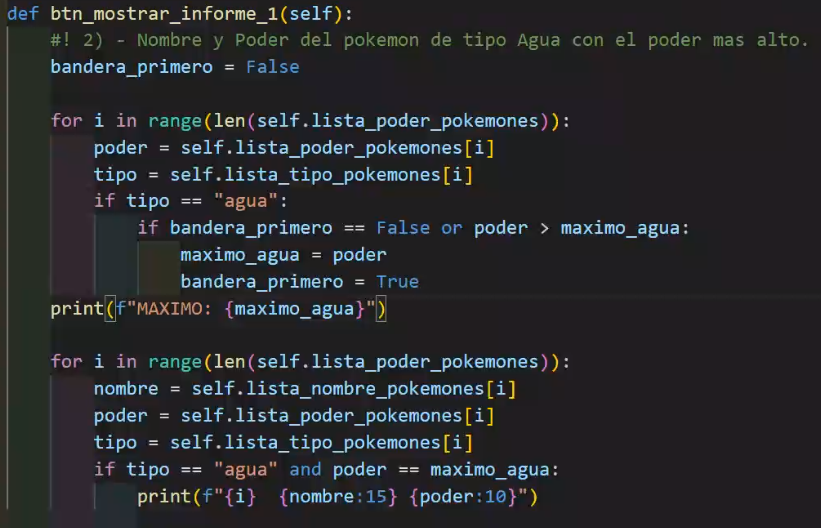 def btn_mostrar_informe_1(self):
    #! 2) - Nombre y Poder del pokemon de tipo Agua con el poder mas alto.
    bandera_primero = False

    for i in range(len(self.lista_poder_pokemones)):
        poder = self.lista_poder_pokemones[i]
        tipo = self.lista_tipo_pokemones[i]
        if tipo == "agua":
            if bandera_primero == False or poder > maximo_agua:
                maximo_agua = poder
                bandera_primero = True
    print(f"MAXIMO: {maximo_agua}")

    for i in range(len(self.lista_poder_pokemones)):
        nombre = self.lista_nombre_pokemones[i]
        poder = self.lista_poder_pokemones[i]
        tipo = self.lista_tipo_pokemones[i]
        if tipo == "agua" and poder == maximo_agua:
            print(f"{i}  {nombre:15} {poder:10}")